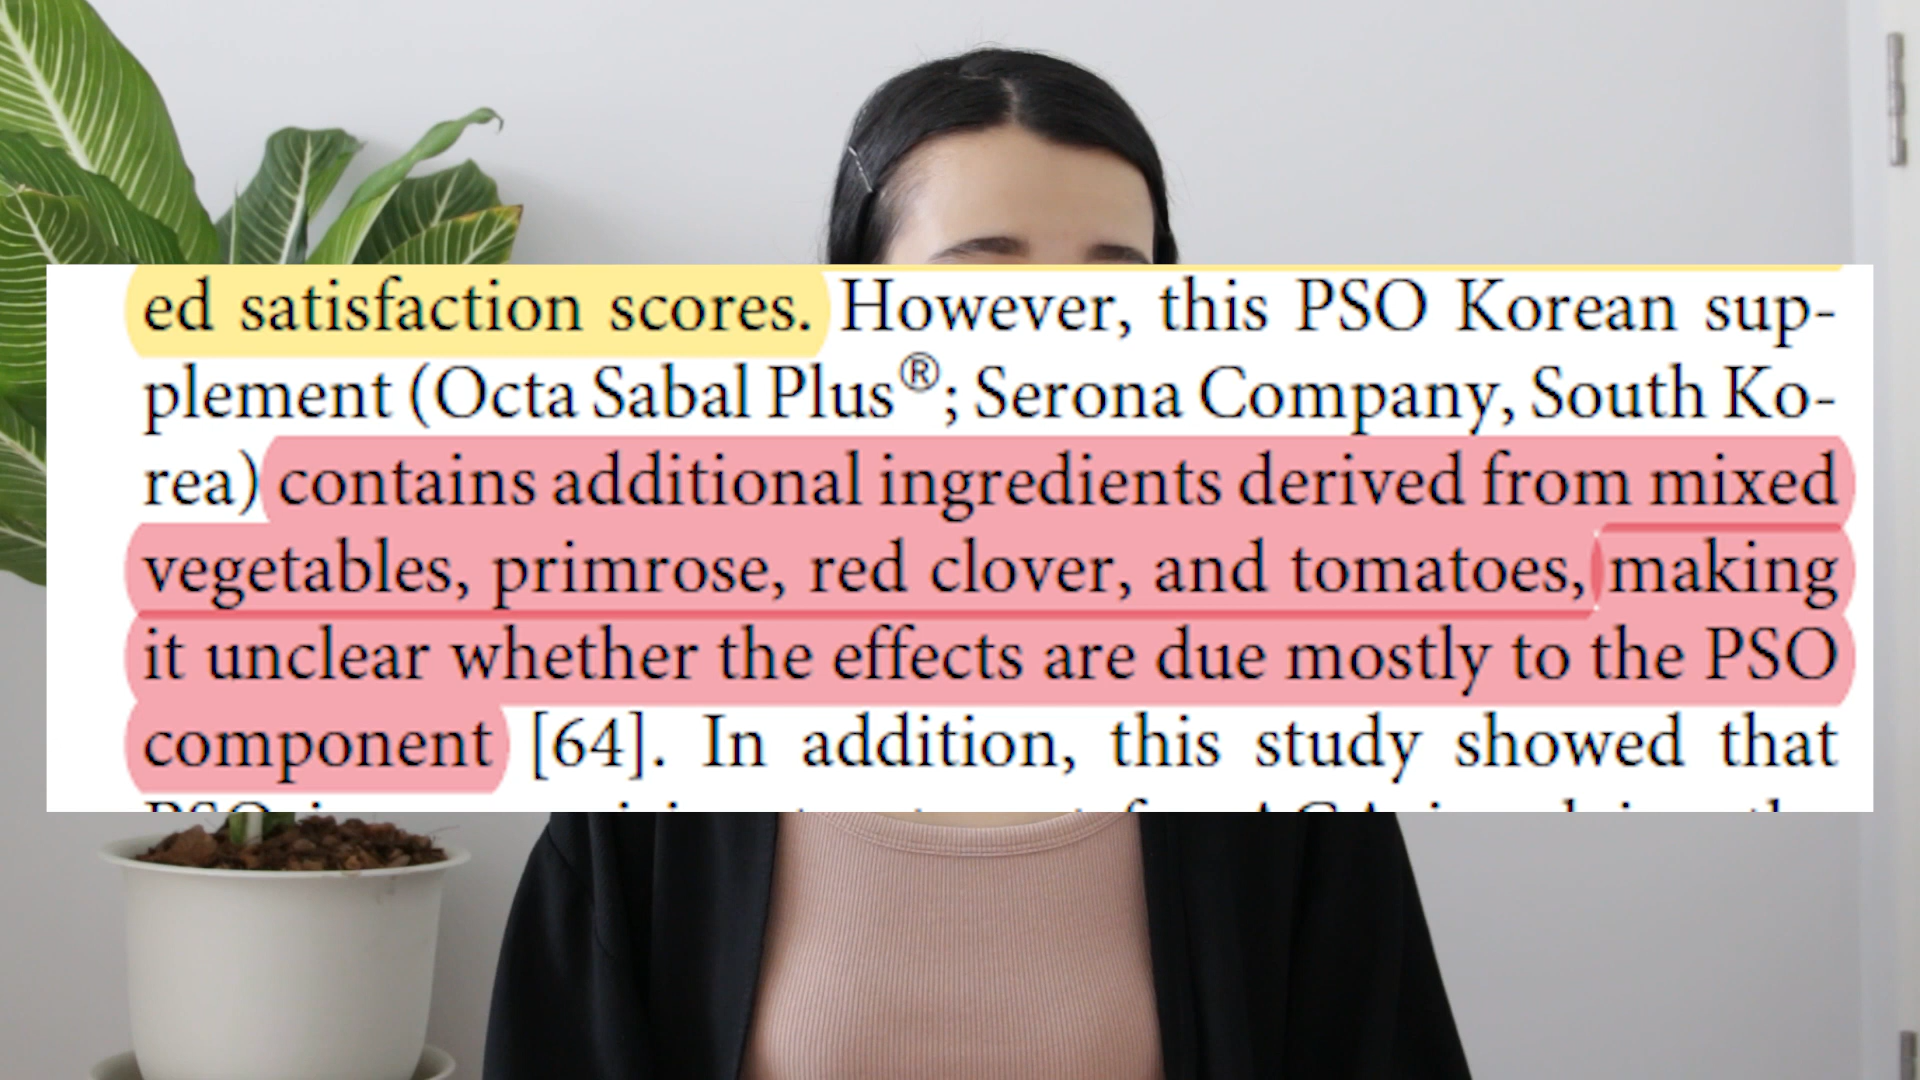 ed satisfaction scores. However, this PSO Korean sup-
plement (Octa Sabal Plus®; Serona Company, South Ko-
rea) contains additional ingredients derived from mixed
vegetables, primrose, red clover, and tomatoes, making
it unclear whether the effects are due mostly to the PSO
component [64]. In addition, this study showed that